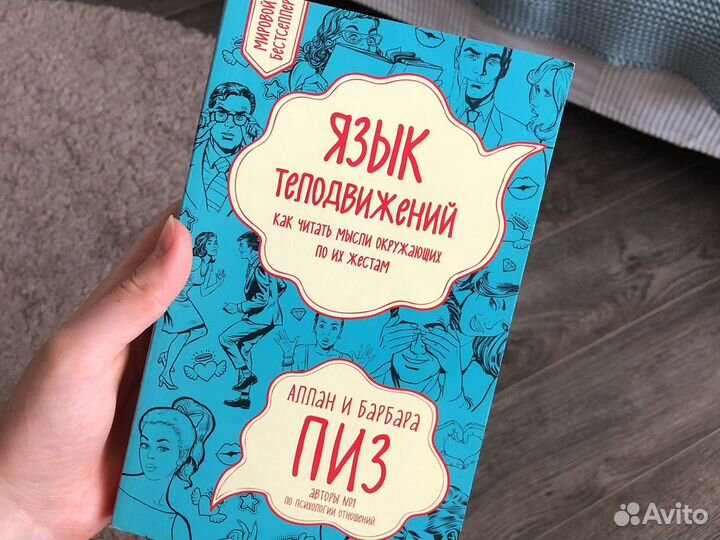 МИРОВОЙ
БЕСТСЕЛЛЕР
ЯЗЫК
ТЕЛОДВИЖЕНИЙ
КАК ЧИТАТЬ МЫСЛИ ОКРУЖАЮЩИХ
ПО ИХ ЖЕСТАМ
АЛЛАН И БАРБАРА
ПИЗ
АВТОРЫ №1
ПО ПСИХОЛОГИИ ОТНОШЕНИЙ
Avito